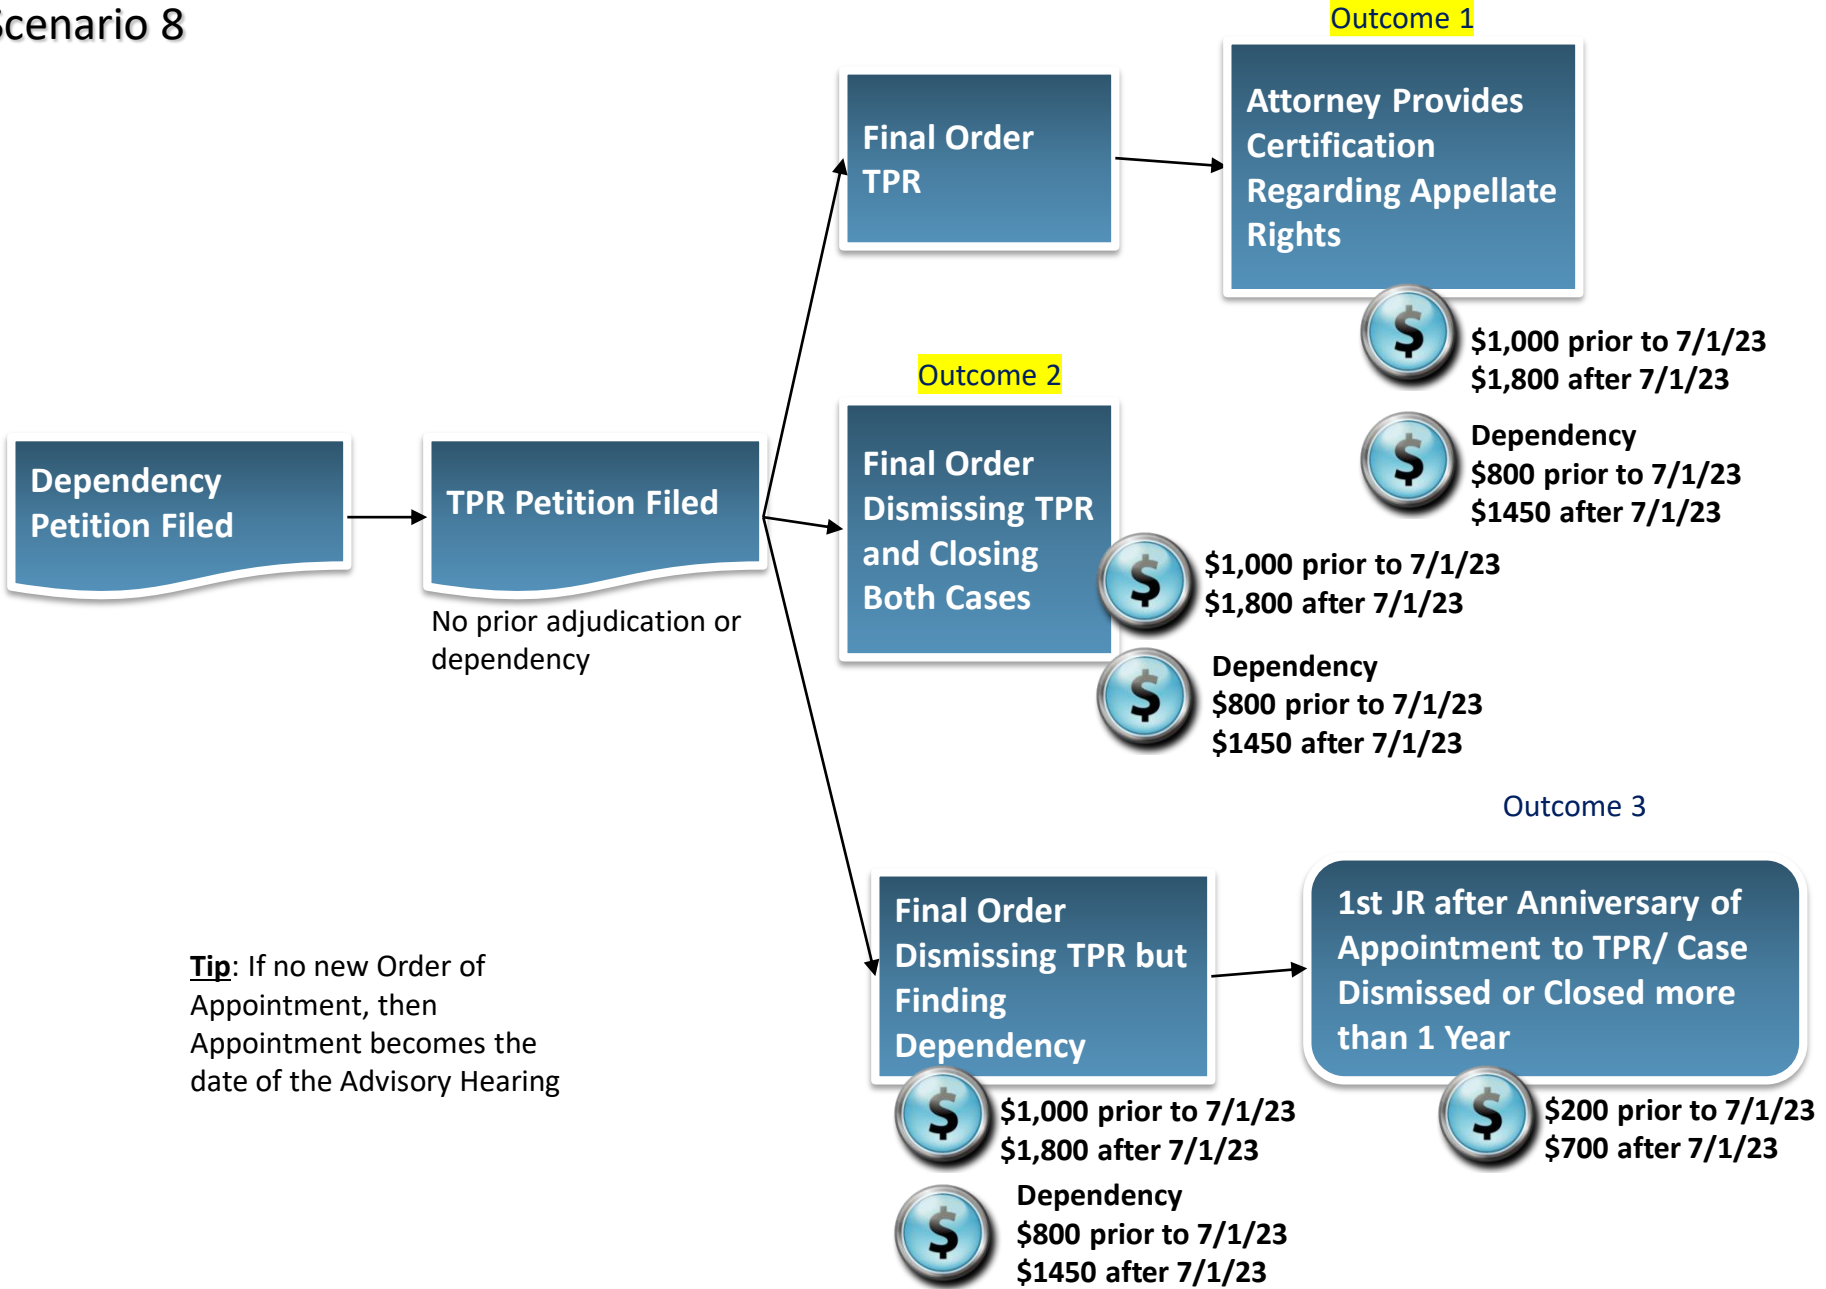 Scenario 8
Outcome 1
Final Order
TPR
Attorney Provides
Certification
Regarding Appellate
Rights
$ $1,000 prior to 7/1/23
$1,800 after 7/1/23
$ Dependency
$800 prior to 7/1/23
$1450 after 7/1/23
Outcome 2
Dependency
Petition Filed
TPR Petition Filed
No prior adjudication or
dependency
Final Order
Dismissing TPR
and Closing
Both Cases
$ $1,000 prior to 7/1/23
$1,800 after 7/1/23
$ Dependency
$800 prior to 7/1/23
$1450 after 7/1/23
Outcome 3
Final Order
Dismissing TPR but
Finding
Dependency
$ $1,000 prior to 7/1/23
$1,800 after 7/1/23
$ Dependency
$800 prior to 7/1/23
$1450 after 7/1/23
1st JR after Anniversary of
Appointment to TPR/ Case
Dismissed or Closed more
than 1 Year
$ $200 prior to 7/1/23
$700 after 7/1/23
Tip: If no new Order of
Appointment, then
Appointment becomes the
date of the Advisory Hearing